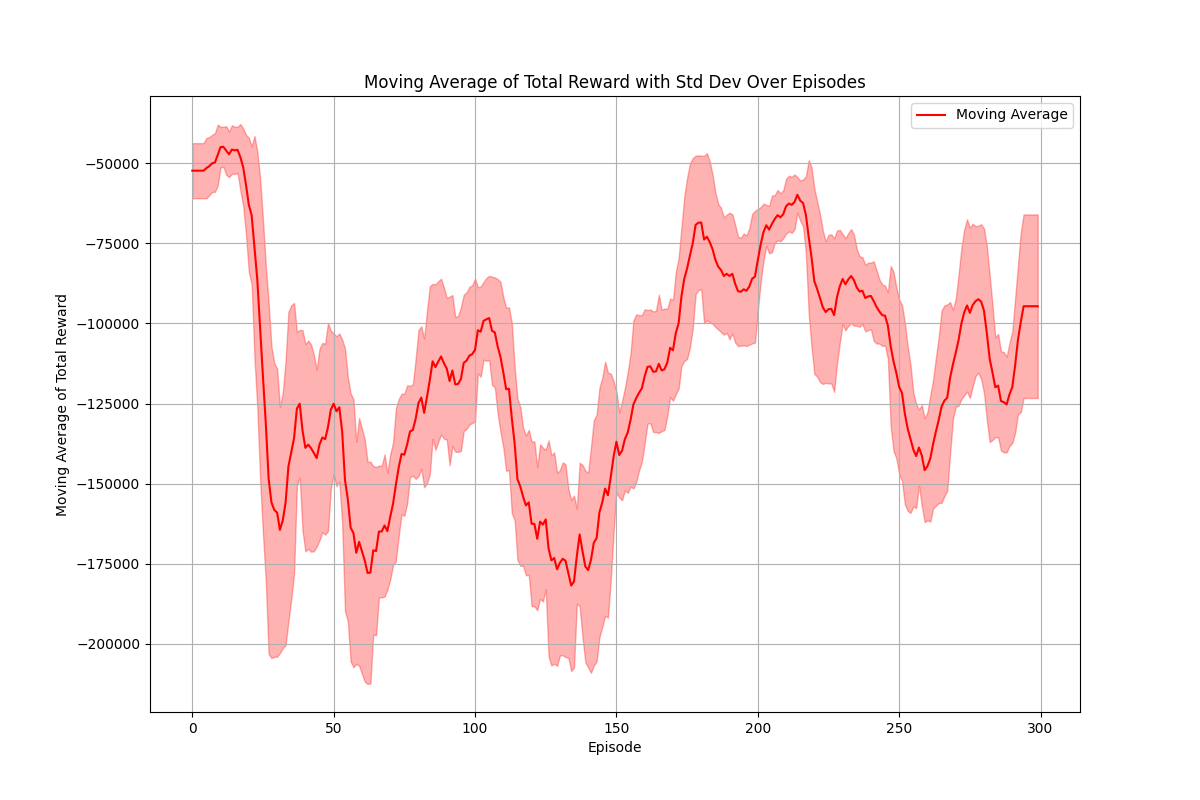 Moving Average of Total Reward with Std Dev Over Episodes
Moving Average
Moving Average of Total Reward
−50000
−75000
−100000
−125000
−150000
−175000
−200000
0 50 100 150 200 250 300
Episode